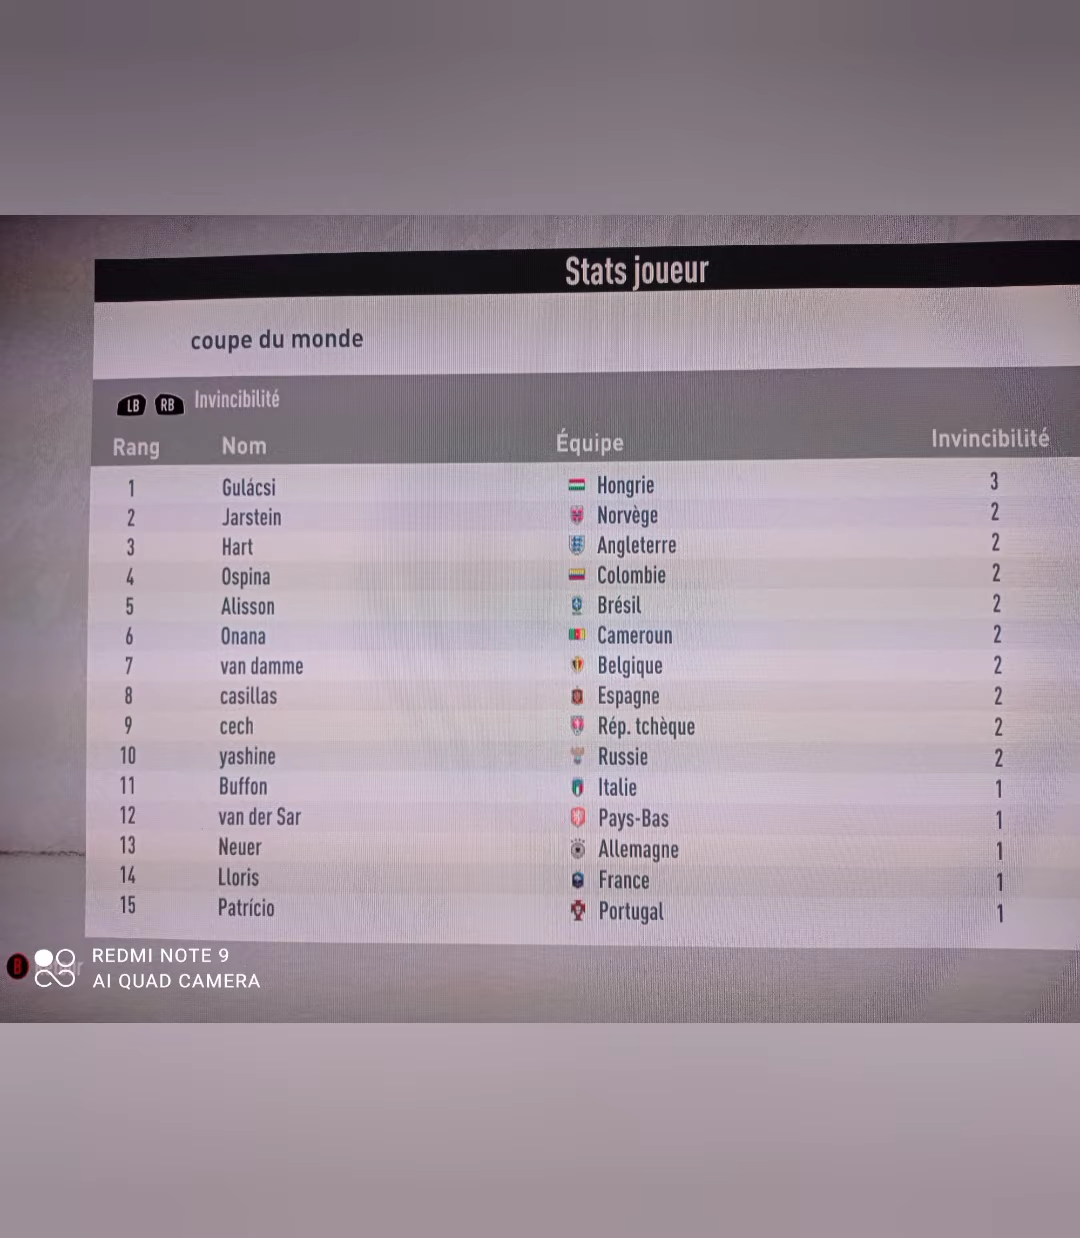 Stats joueur
coupe du monde
LB RB Invincibilité
Rang Nom Équipe Invincibilité
1 Gulácsi Hongrie 3
2 Jarstein Norvège 2
3 Hart Angleterre 2
4 Ospina Colombie 2
5 Alisson Brésil 2
6 Onana Cameroun 2
7 van damme Belgique 2
8 casillas Espagne 2
9 cech Rép. tchèque 2
10 yashine Russie 2
11 Buffon Italie 1
12 van der Sar Pays-Bas 1
13 Neuer Allemagne 1
14 Lloris France 1
15 Patrício Portugal 1
B
REDMI NOTE 9
AI QUAD CAMERA